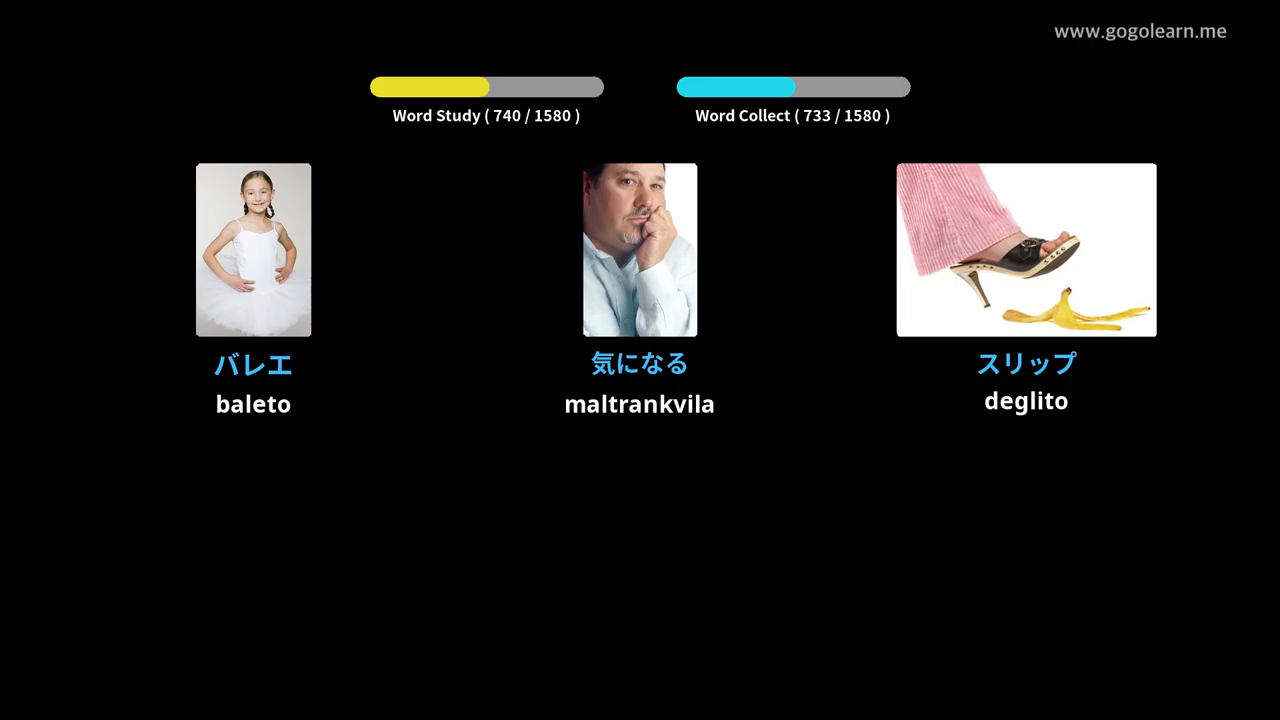 www.gogolearn.me
Word Study ( 740 / 1580 )
Word Collect ( 733 / 1580 )
バレエ
baleto
気になる
maltrankvila
スリップ
deglito